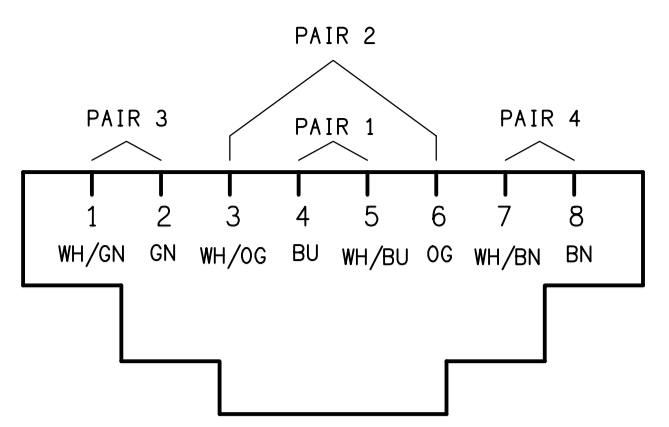 PAIR 2
PAIR 3
PAIR 1
PAIR 4
1 2 3 4 5 6 7 8
WH/GN GN WH/OG BU WH/BU OG WH/BN BN